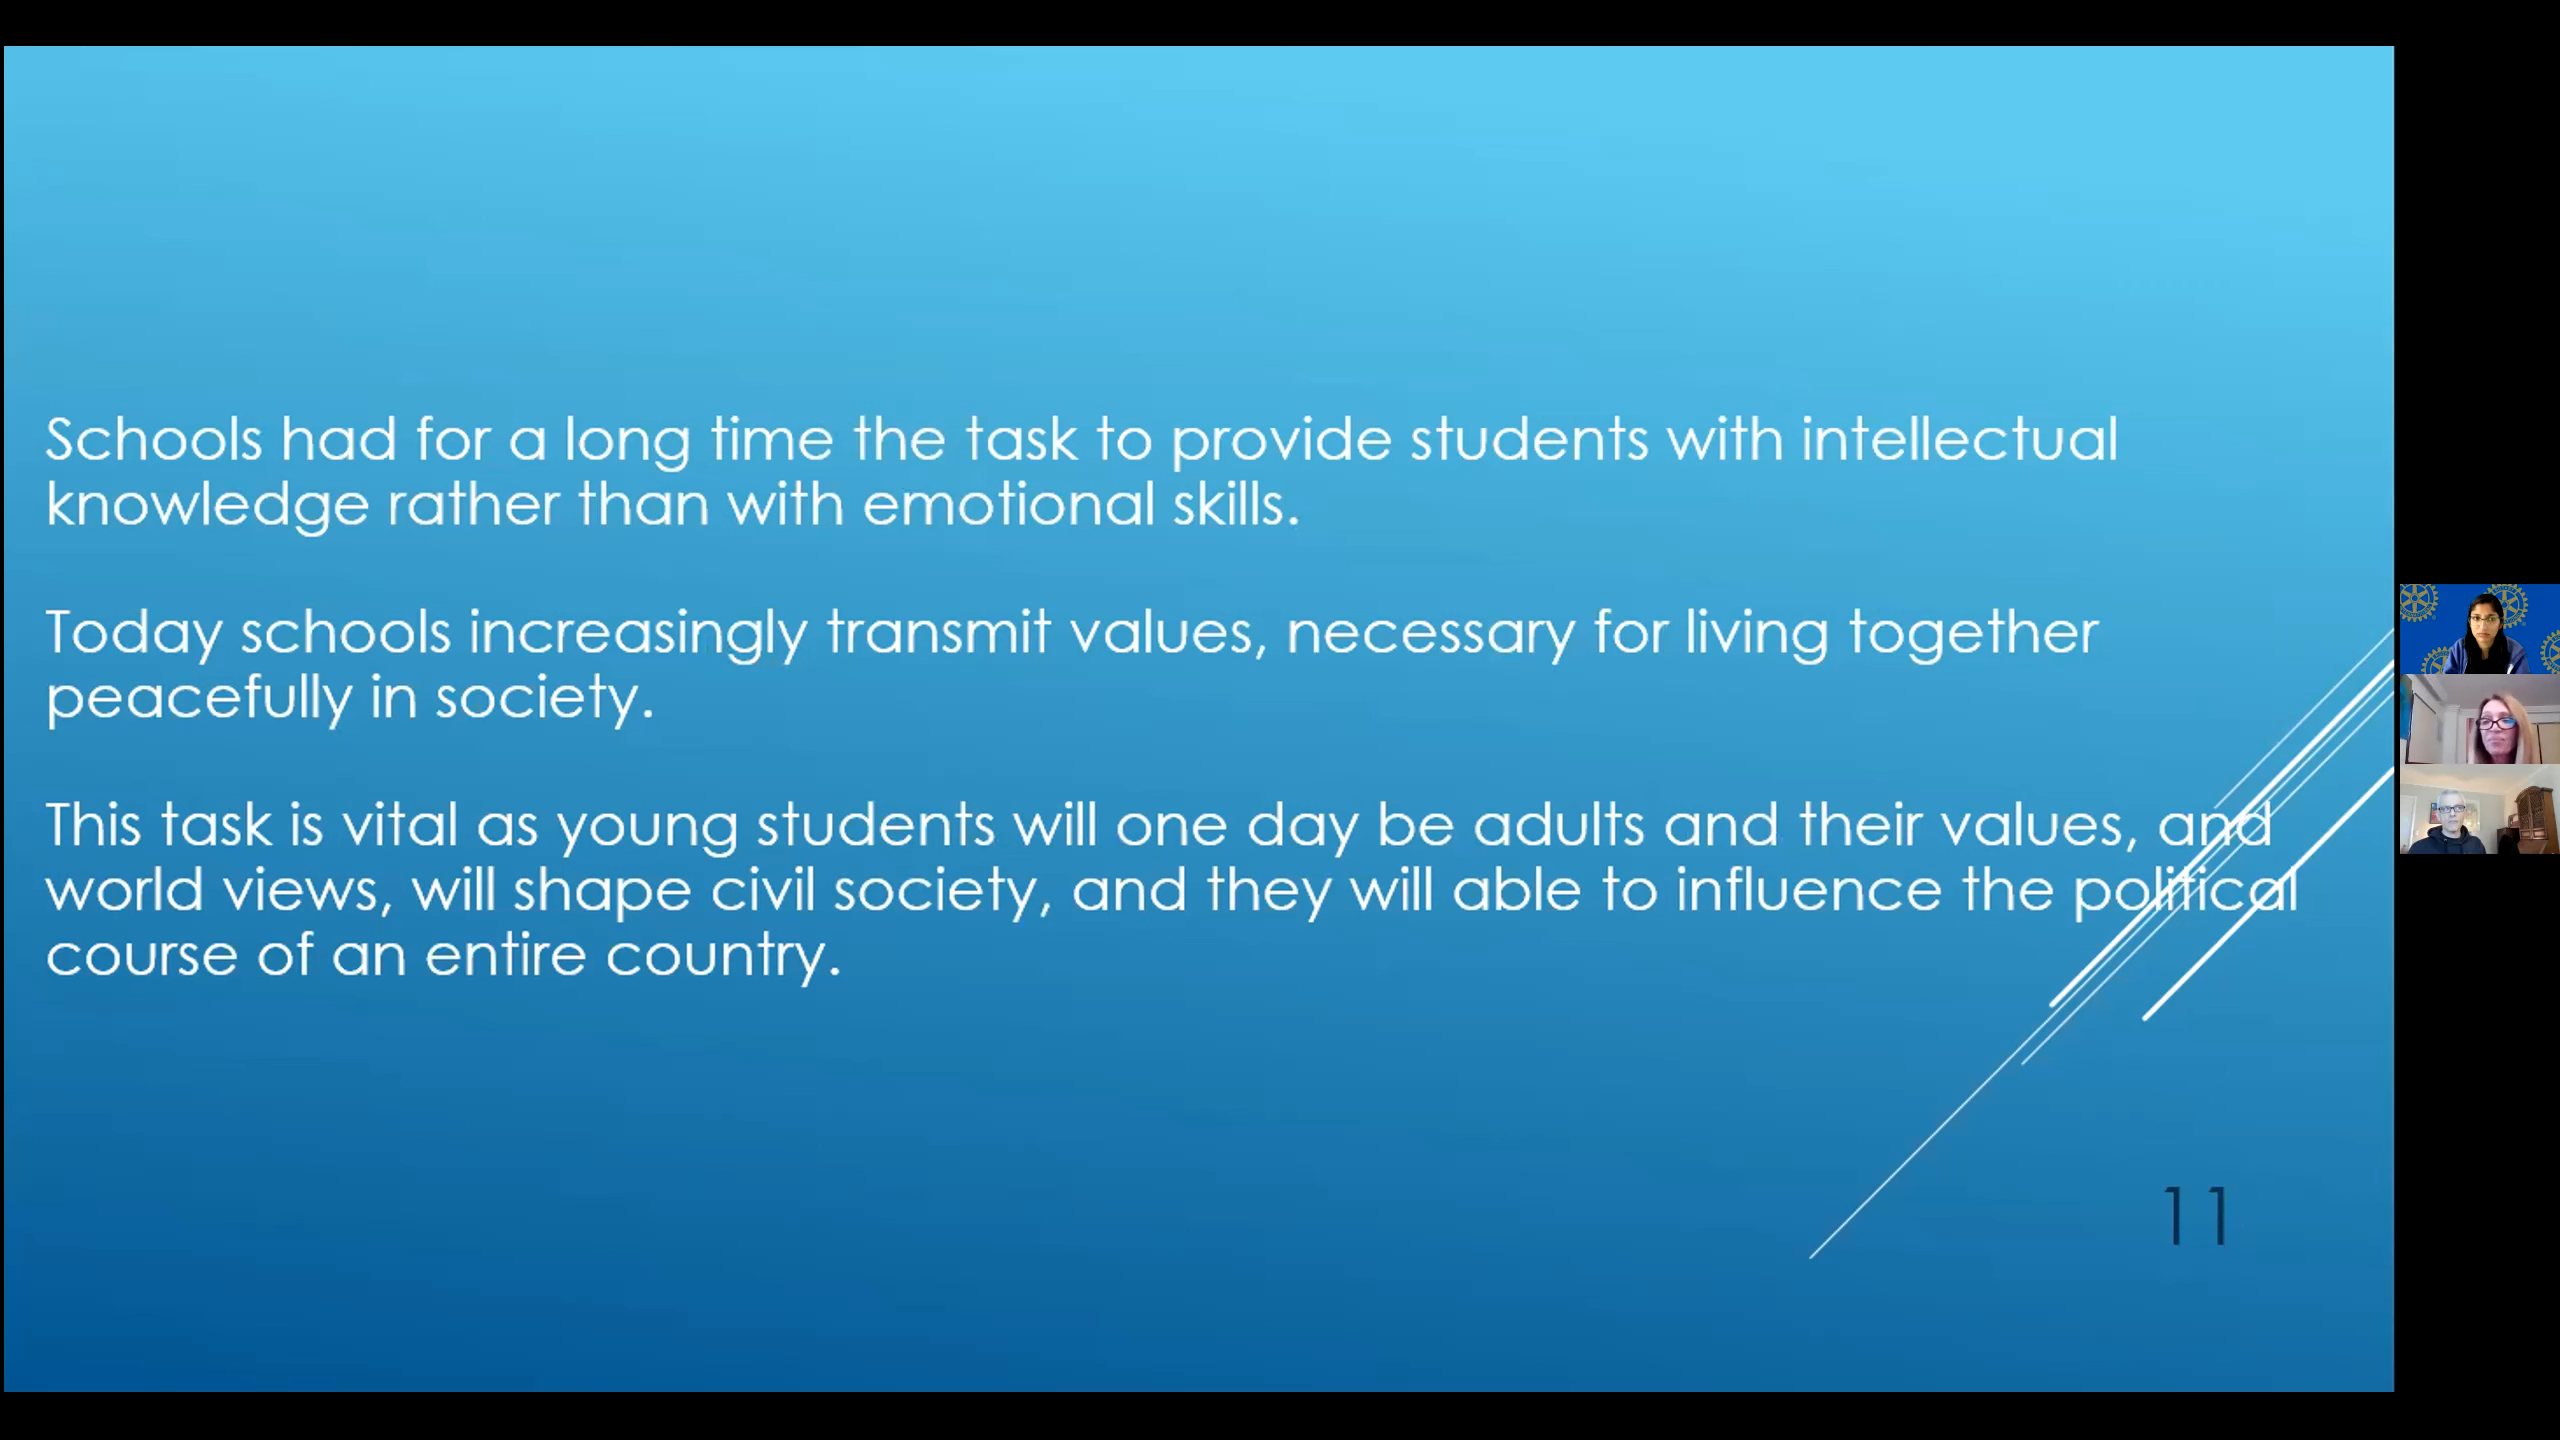 Schools had for a long time the task to provide students with intellectual
knowledge rather than with emotional skills.
Today schools increasingly transmit values, necessary for living together
peacefully in society.
This task is vital as young students will one day be adults and their values, and
world views, will shape civil society, and they will able to influence the political
course of an entire country.
11